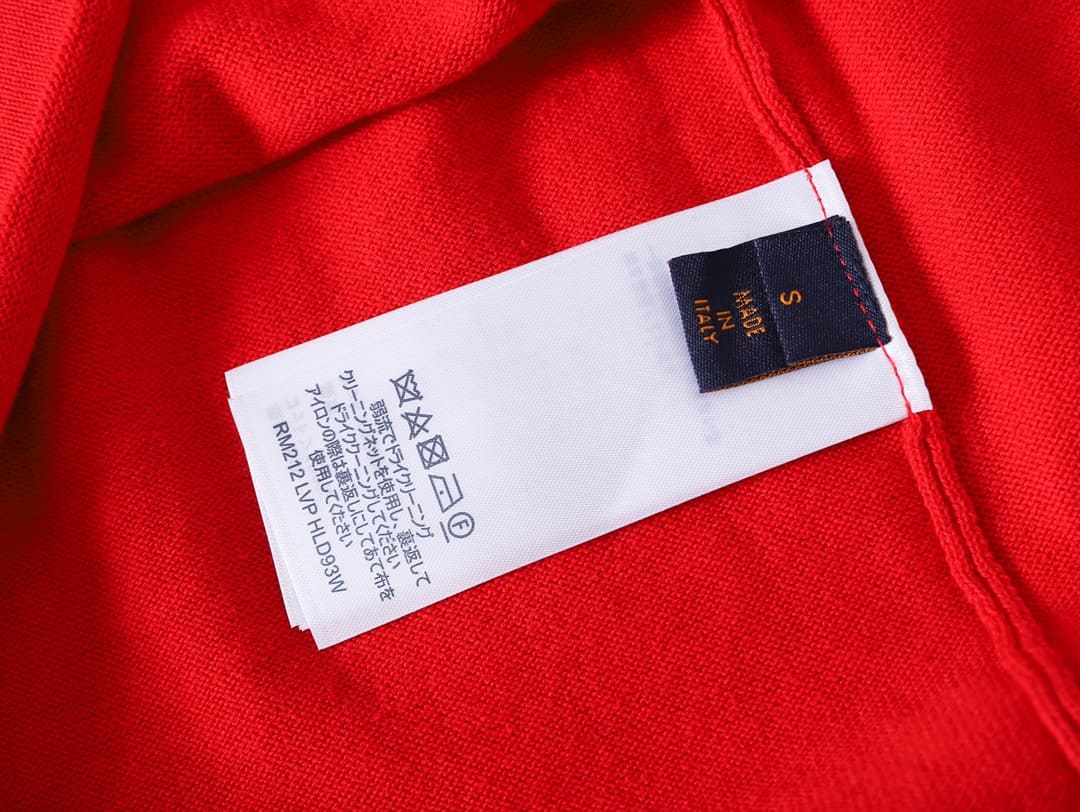 S
MADE
IN
ITALY
F
弱流でドライクリーニング
クリーニングネットを使用し、裏返して
ドライクワーニングしてください
アイロンの際は裏返しにしてあて布を
使用してください
RM212 LVP HLD93W